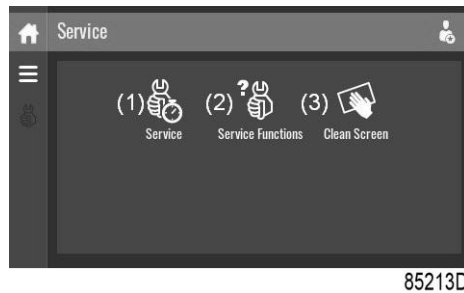 Service
(1) (2) ? (3)
Service Service Functions Clean Screen
85213D